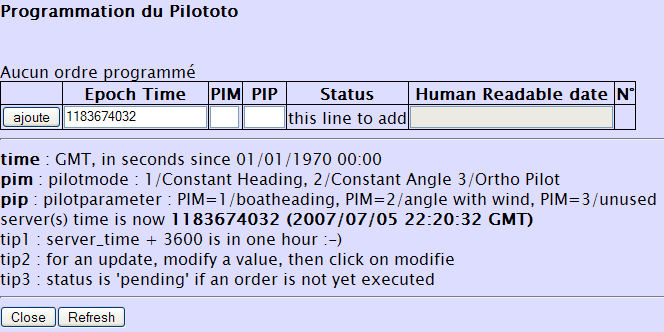 Programmation du Pilototo
Aucun ordre programmé
Epoch Time PIM PIP Status Human Readable date N°
ajoute 1183674032 this line to add
time : GMT, in seconds since 01/01/1970 00:00
pim : pilotmode : 1/Constant Heading, 2/Constant Angle 3/Ortho Pilot
pip : pilotparameter : PIM=1/boatheading, PIM=2/angle with wind, PIM=3/unused
server(s) time is now 1183674032 (2007/07/05 22:20:32 GMT)
tip1 : server_time + 3600 is in one hour :-)
tip2 : for an update, modify a value, then click on modifie
tip3 : status is 'pending' if an order is not yet executed
Close Refresh